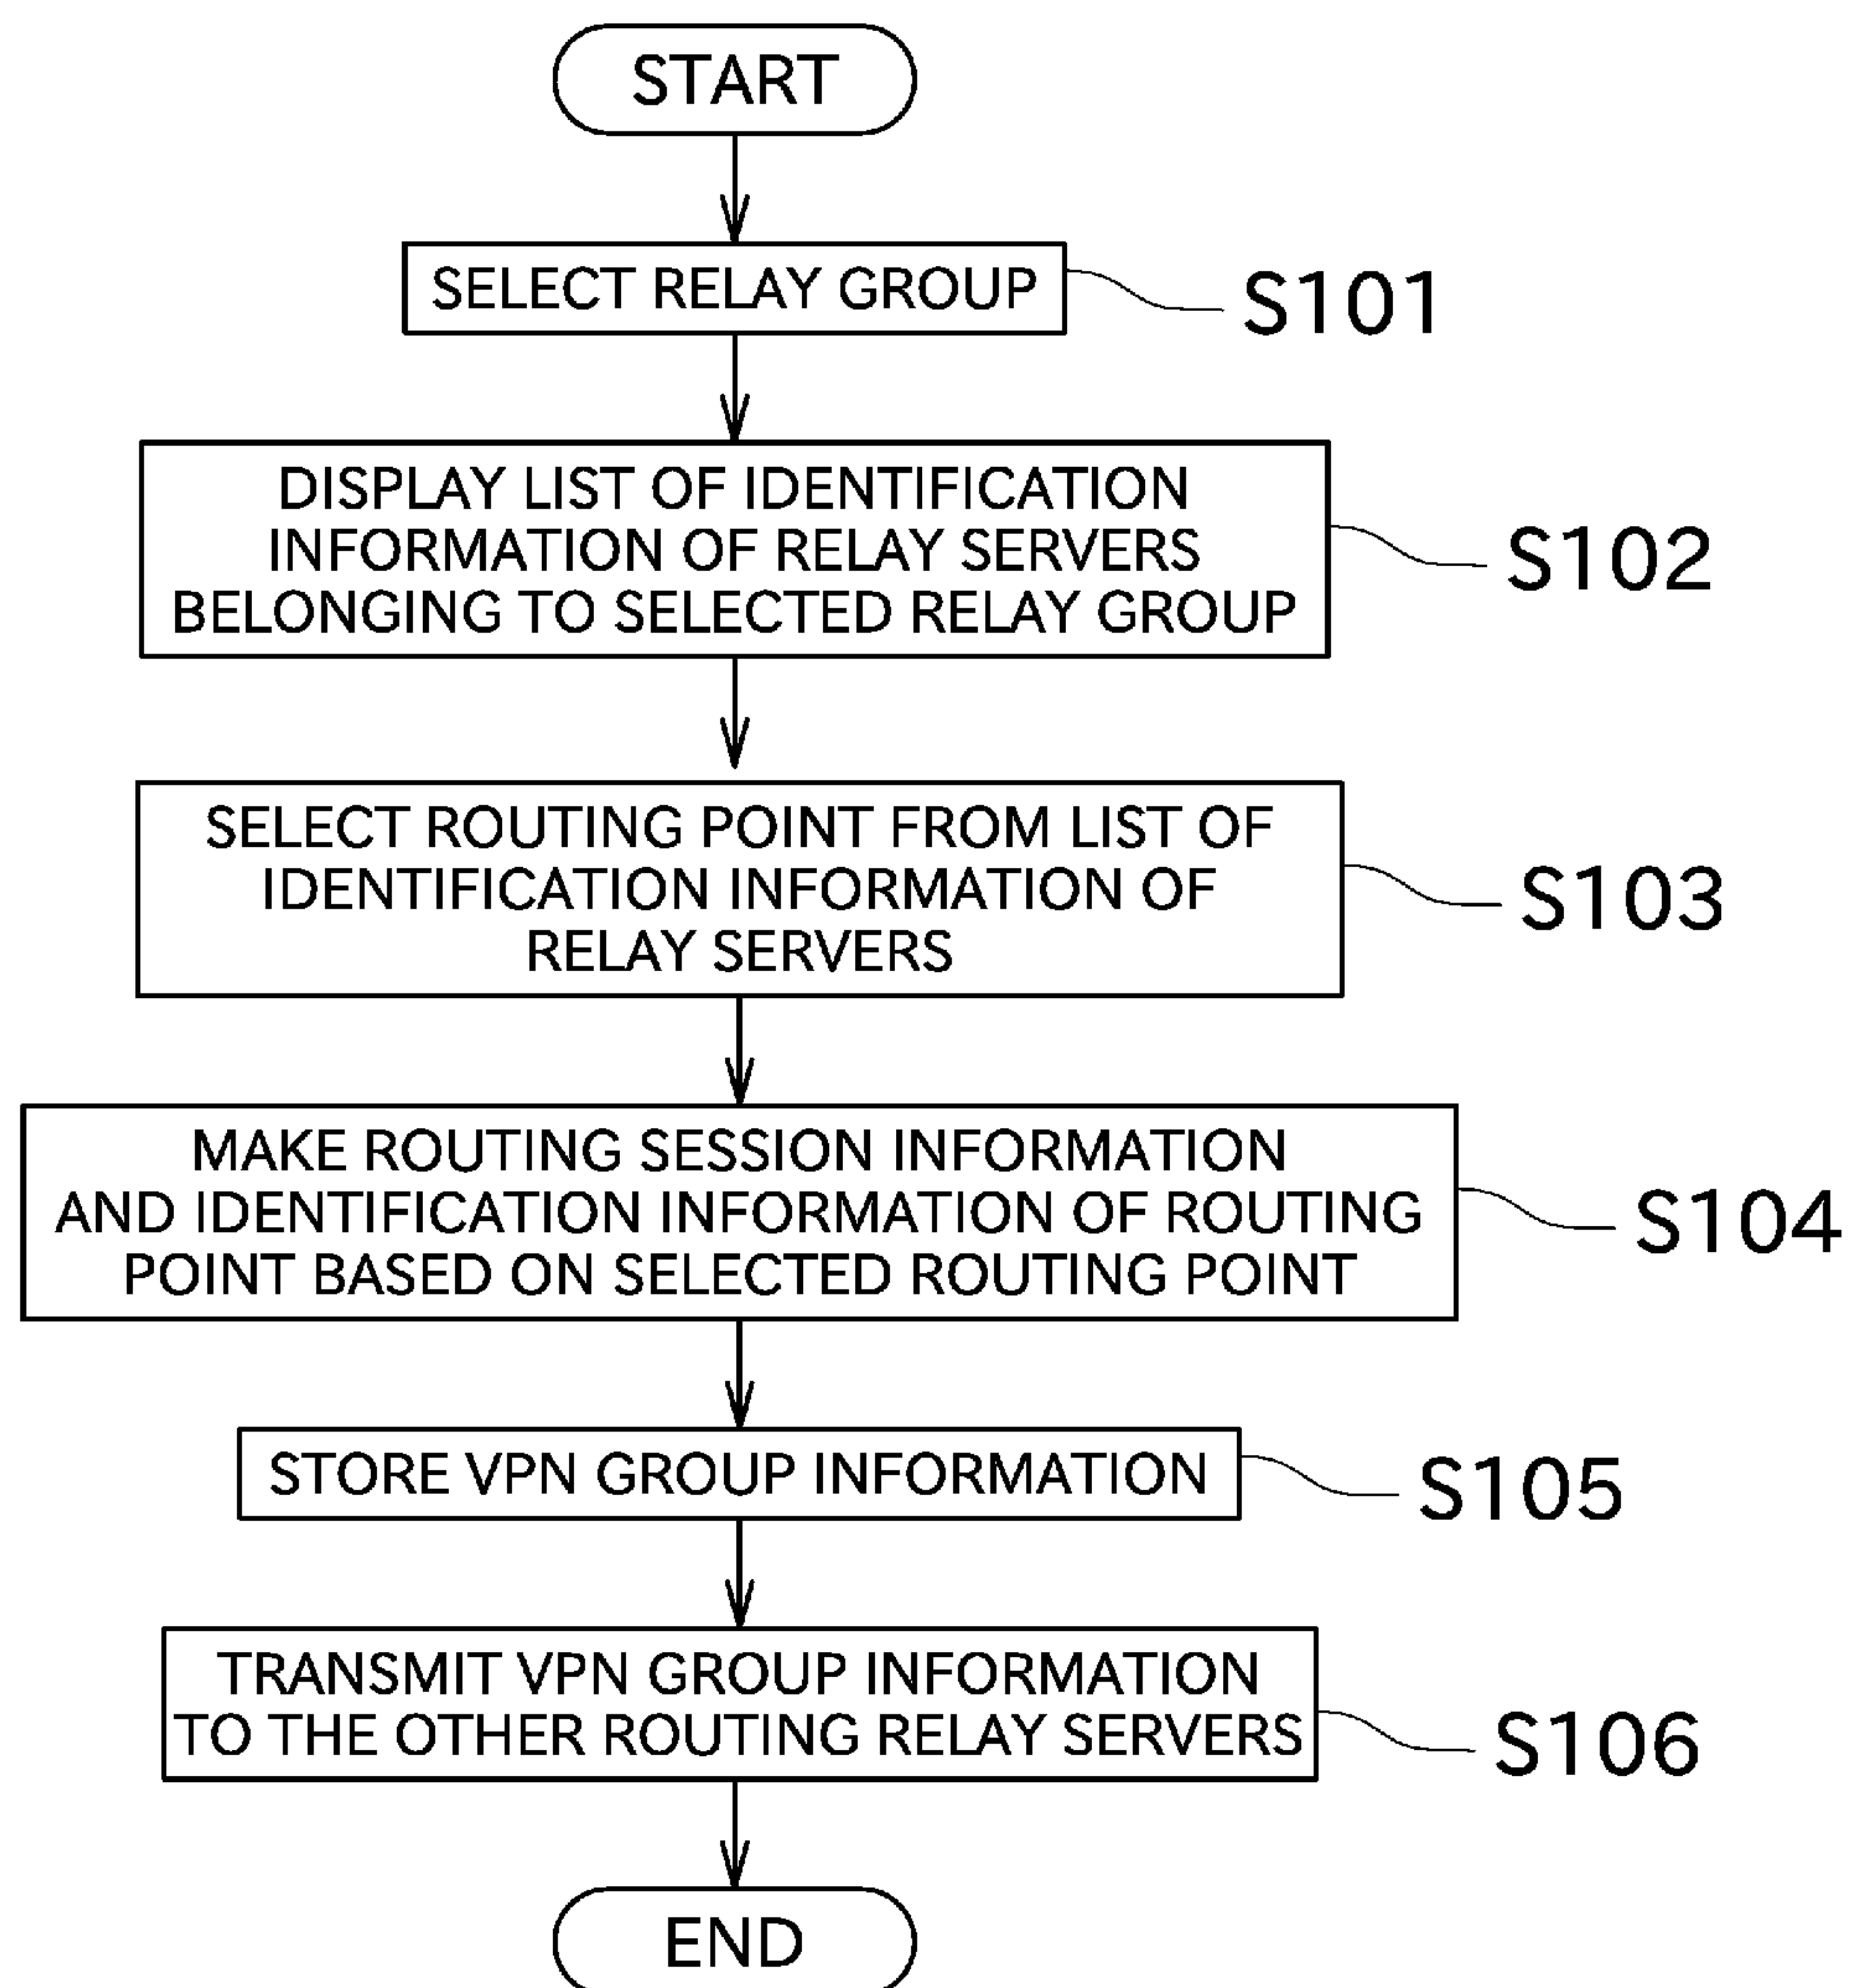 START
SELECT RELAY GROUP
S101
DISPLAY LIST OF IDENTIFICATION
INFORMATION OF RELAY SERVERS
BELONGING TO SELECTED RELAY GROUP
S102
SELECT ROUTING POINT FROM LIST OF
IDENTIFICATION INFORMATION OF
RELAY SERVERS
S103
MAKE ROUTING SESSION INFORMATION
AND IDENTIFICATION INFORMATION OF ROUTING
POINT BASED ON SELECTED ROUTING POINT
S104
STORE VPN GROUP INFORMATION
S105
TRANSMIT VPN GROUP INFORMATION
TO THE OTHER ROUTING RELAY SERVERS
S106
END